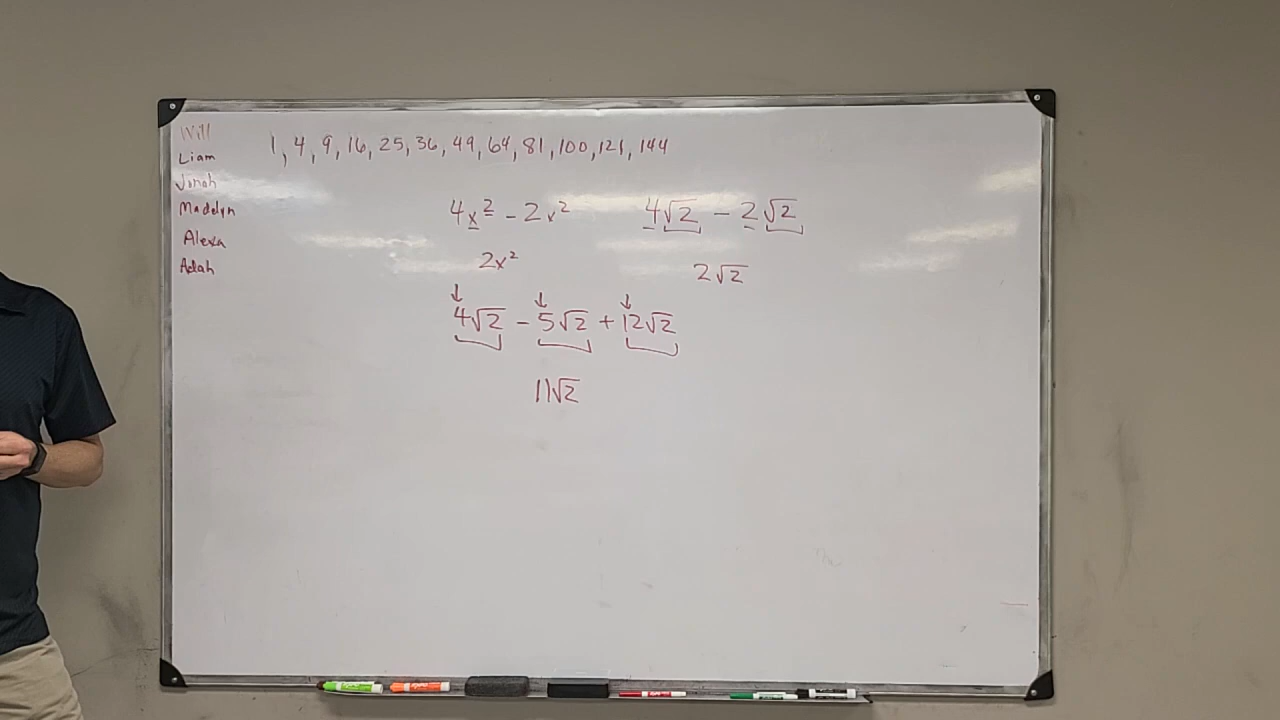 Will
Liam
Jonah
Madelyn
Alexa
Adah
1, 4, 9, 16, 25, 36, 49, 64, 81, 100, 121, 144
4x² - 2x²
4√2 - 2√2
2x²
2√2
4√2 - 5√2 + 12√2
11√2